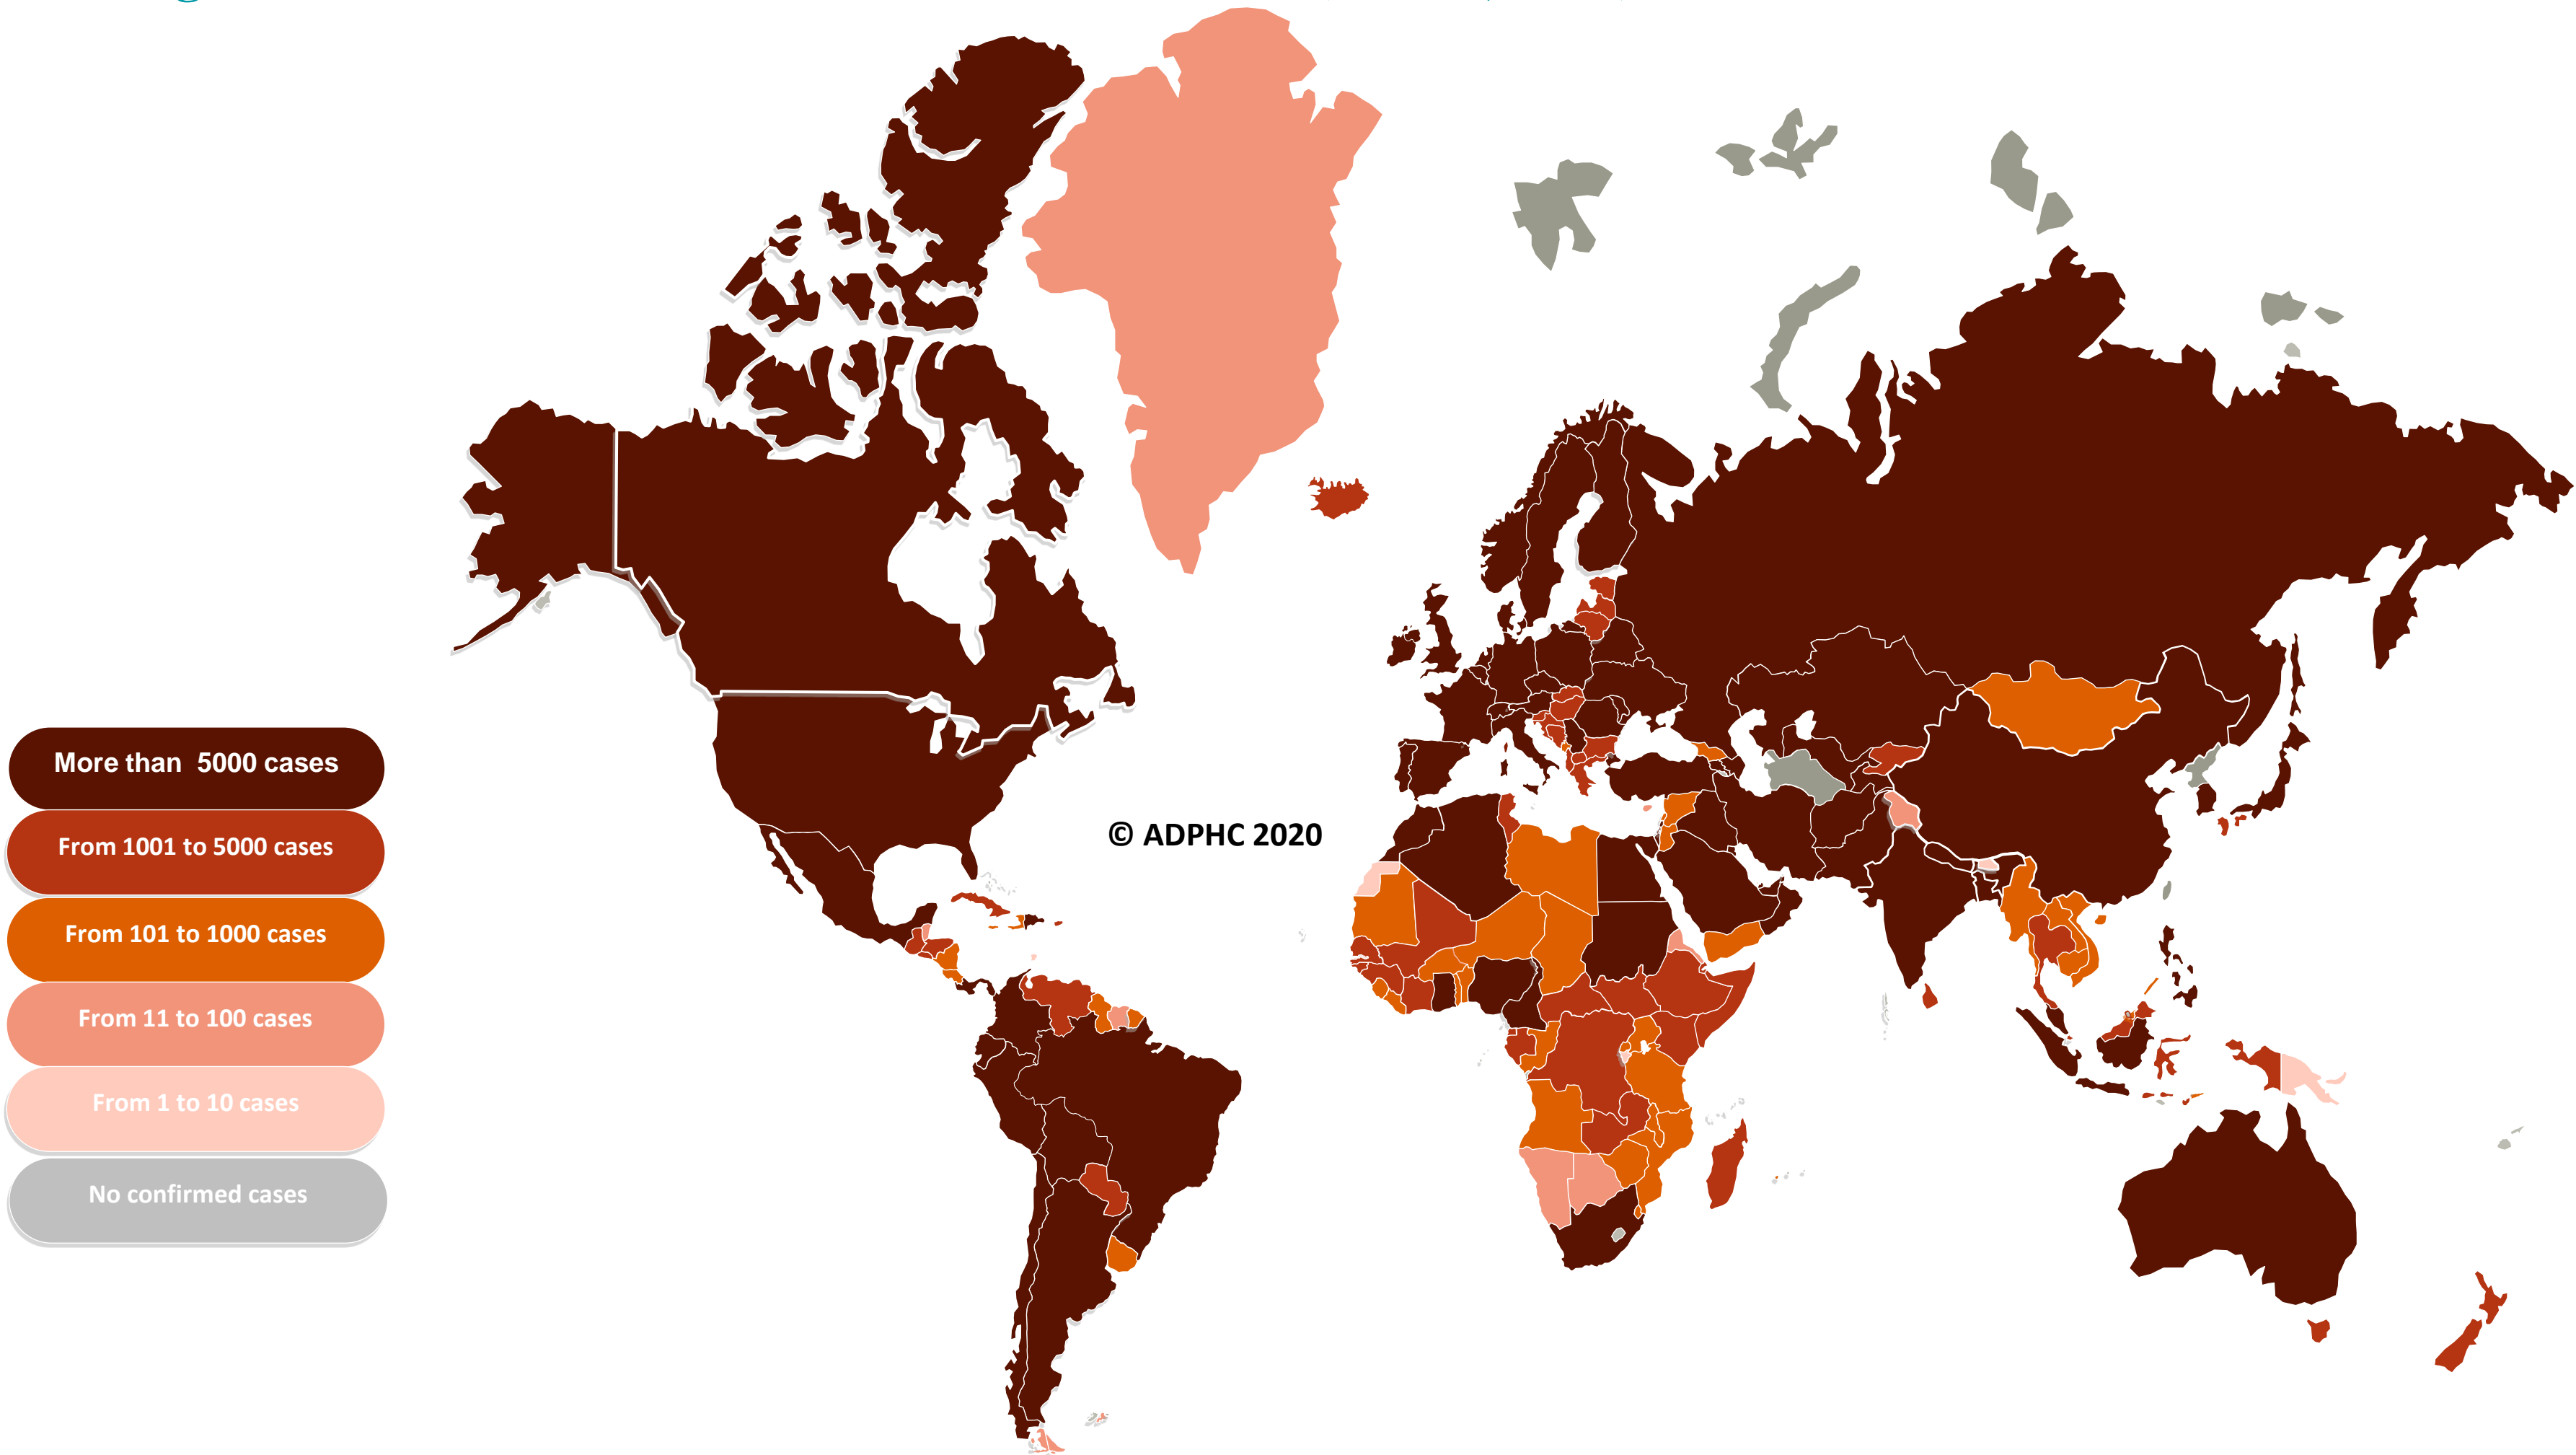 More than  5000 cases
From 1001 to 5000 cases
© ADPHC 2020
From 101 to 1000 cases
From 11 to 100 cases
From 1 to 10 cases
No confirmed cases